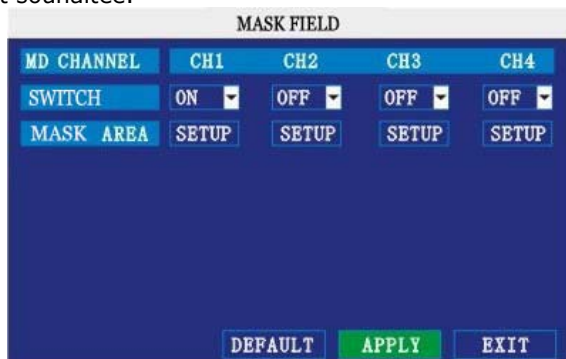 MASK FIELD
MD CHANNEL CH1 CH2 CH3 CH4
SWITCH ON OFF OFF OFF
MASK AREA SETUP SETUP SETUP SETUP
DEFAULT APPLY EXIT